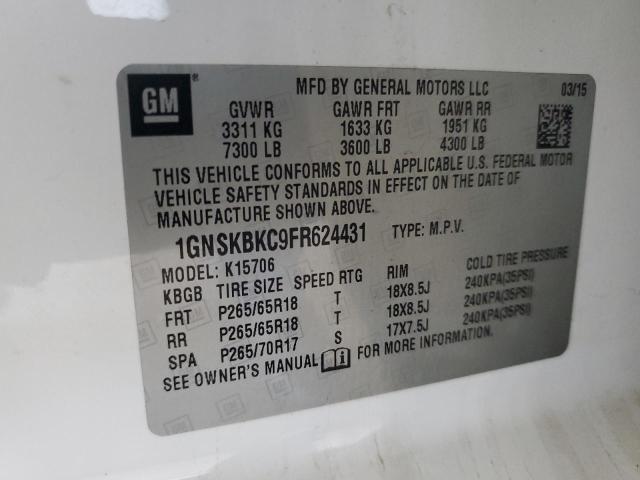 GM ®
MFD BY GENERAL MOTORS LLC 03/15
GVWR GAWR FRT GAWR RR
3311 KG 1633 KG 1951 KG
7300 LB 3600 LB 4300 LB
THIS VEHICLE CONFORMS TO ALL APPLICABLE U.S. FEDERAL MOTOR
VEHICLE SAFETY STANDARDS IN EFFECT ON THE DATE OF
MANUFACTURE SHOWN ABOVE.
1GNSKBKC9FR624431 TYPE: M.P.V.
MODEL: K15706
KBGB TIRE SIZE SPEED RTG RIM COLD TIRE PRESSURE
FRT P265/65R18 T 18X8.5J 240KPA(35PSI)
RR P265/65R18 T 18X8.5J 240KPA(35PSI)
SPA P265/70R17 S 17X7.5J 240KPA(35PSI)
SEE OWNER'S MANUAL FOR MORE INFORMATION.